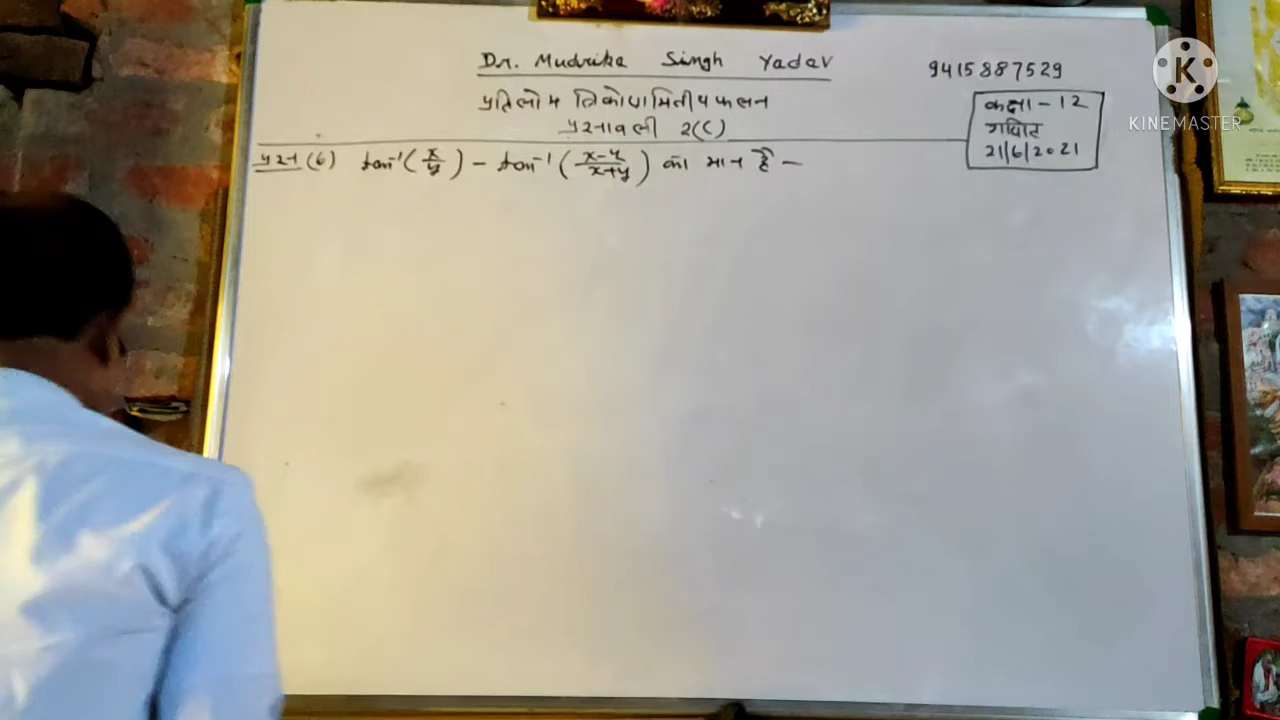 Dr. Mudrika Singh Yadav
9415887529
प्रतिलोम त्रिकोणमितीय फलन
प्रश्नावली 2(C)
कक्षा - 12
गणित
21/6/2021
प्रश्न (6) tan⁻¹(x/y) - tan⁻¹((x-y)/(x+y)) का मान है -
K
KINEMASTER